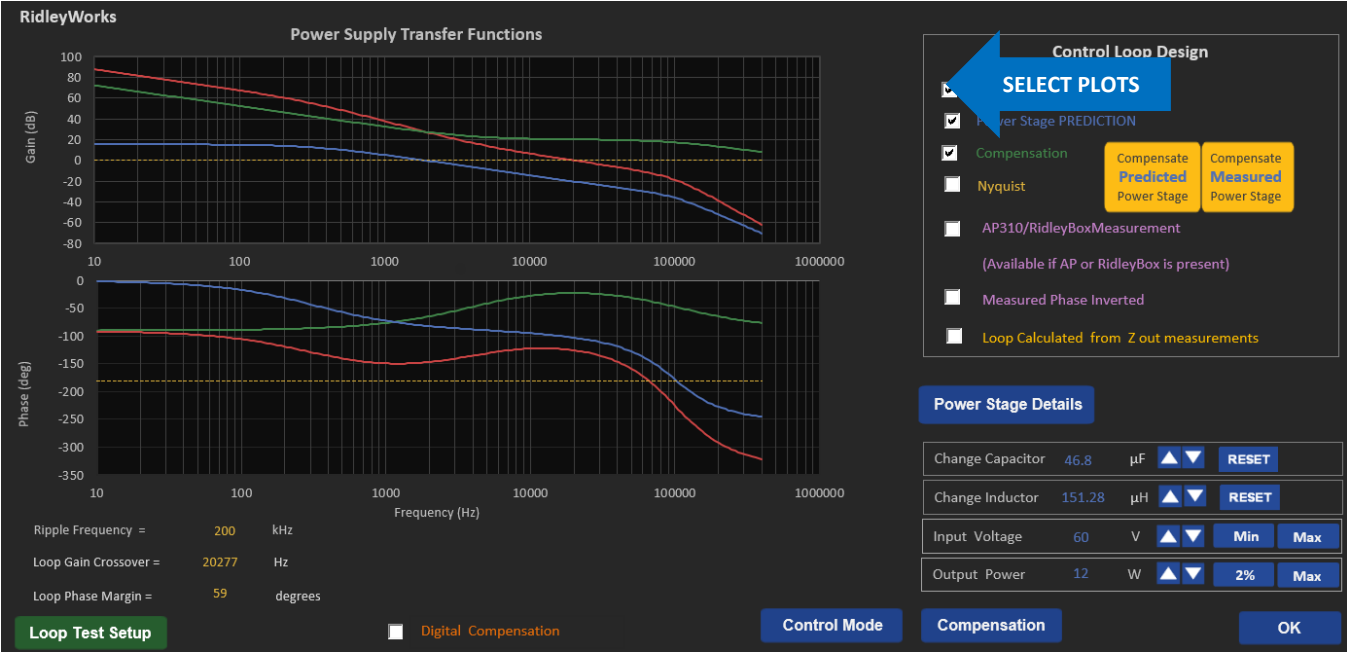 RidleyWorks
Power Supply Transfer Functions
Gain (dB)
100
80
60
40
20
0
-20
-40
-60
-80
10 100 1000 10000 100000 1000000
Phase (deg)
0
-50
-100
-150
-200
-250
-300
-350
10 100 1000 10000 100000 1000000
Frequency (Hz)
Ripple Frequency = 200 kHz
Loop Gain Crossover = 20277 Hz
Loop Phase Margin = 59 degrees
Loop Test Setup
Digital Compensation
Control Loop Design
SELECT PLOTS
Stage PREDICTION
Compensation
Compensate
Predicted
Power Stage
Compensate
Measured
Power Stage
Nyquist
AP310/RidleyBoxMeasurement
(Available if AP or RidleyBox is present)
Measured Phase Inverted
Loop Calculated from Z out measurements
Power Stage Details
Change Capacitor 46.8 µF RESET
Change Inductor 151.28 µH RESET
Input Voltage 60 V Min Max
Output Power 12 W 2% Max
Control Mode
Compensation
OK